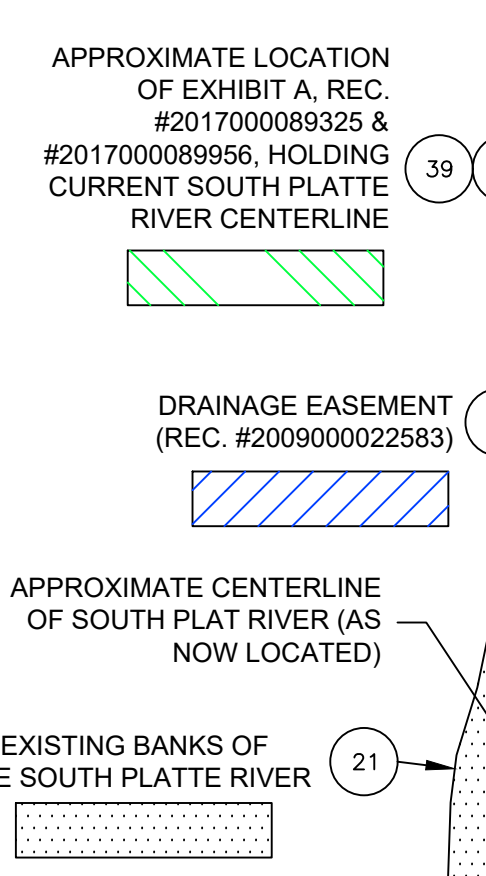 APPROXIMATE LOCATION
OF EXHIBIT A, REC.
#2017000089325 &
#2017000089956, HOLDING
CURRENT SOUTH PLATTE
RIVER CENTERLINE
39
DRAINAGE EASEMENT
(REC. #2009000022583)
APPROXIMATE CENTERLINE
OF SOUTH PLAT RIVER (AS
NOW LOCATED)
EXISTING BANKS OF
SOUTH PLATTE RIVER
21